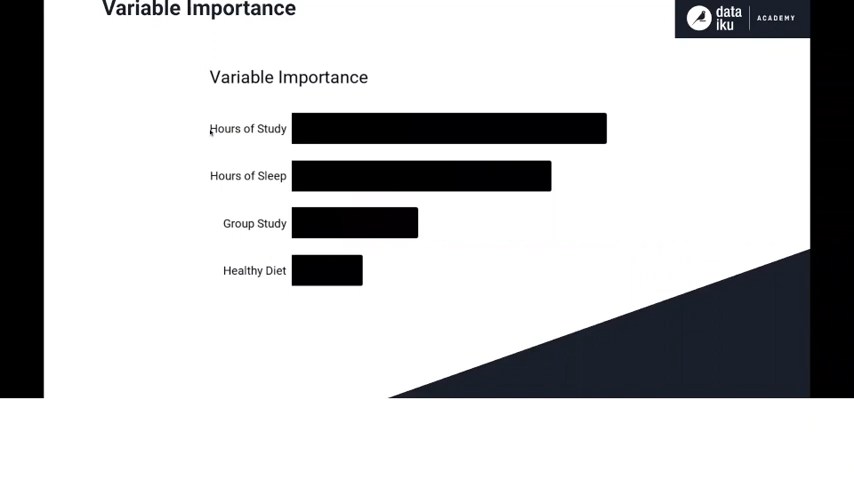 Variable Importance
data
iku
ACADEMY
Variable Importance
Hours of Study
Hours of Sleep
Group Study
Healthy Diet